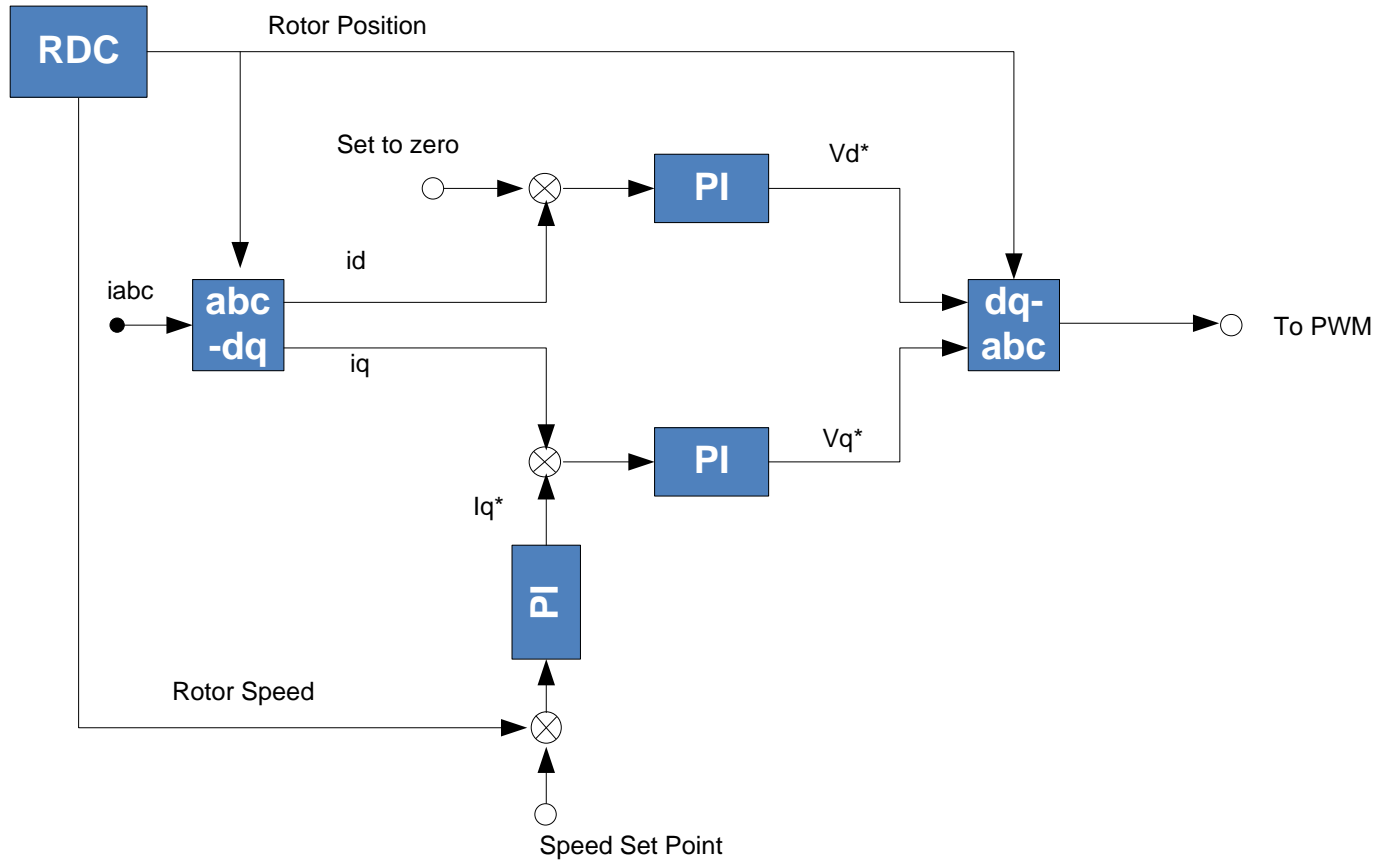 RDC
Rotor Position
Set to zero
Vd*
PI
id
iabc
abc
-dq
dq-
abc
To PWM
iq
Vq*
PI
Iq*
PI
Rotor Speed
Speed Set Point